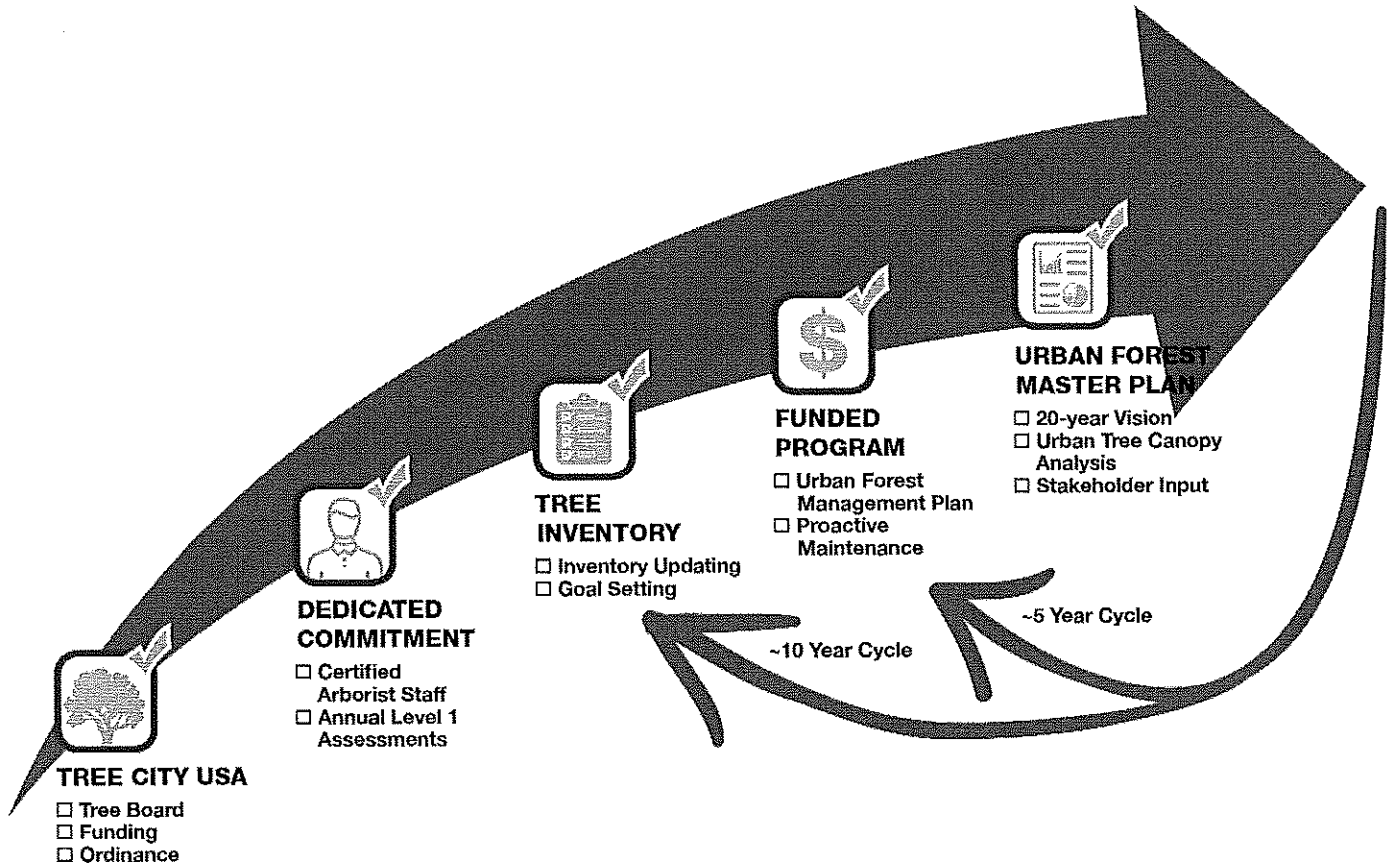 TREE CITY USA
☐ Tree Board
☐ Funding
☐ Ordinance
DEDICATED
COMMITMENT
☐ Certified
Arborist Staff
☐ Annual Level 1
Assessments
TREE
INVENTORY
☐ Inventory Updating
☐ Goal Setting
FUNDED
PROGRAM
☐ Urban Forest
Management Plan
☐ Proactive
Maintenance
URBAN FOREST
MASTER PLAN
☐ 20-year Vision
☐ Urban Tree Canopy
Analysis
☐ Stakeholder Input
~10 Year Cycle
~5 Year Cycle
$